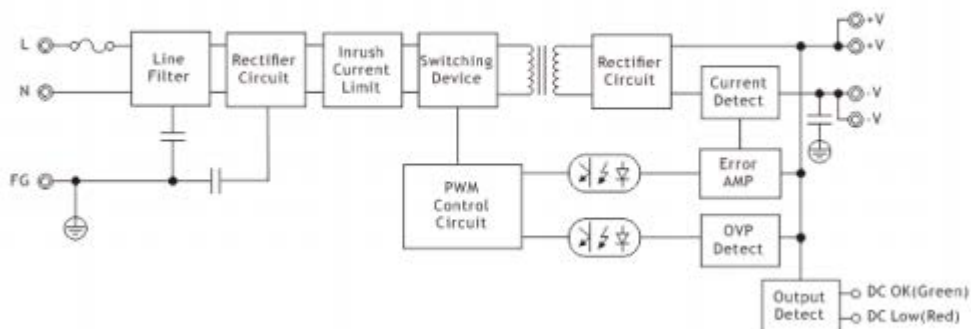 L
Line
Filter
Rectifier
Circuit
Inrush
Current
Limit
Switching
Device
Rectifier
Circuit
+V
+V
N
Current
Detect
-V
-V
FG
PWM
Control
Circuit
Error
AMP
OVP
Detect
Output
Detect
DC OK(Green)
DC Low(Red)